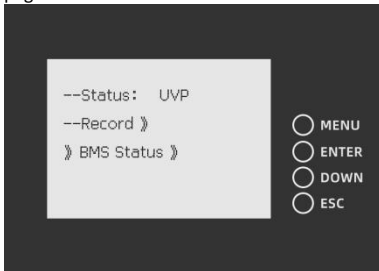 --Status: UVP
--Record 》
》 BMS Status 》
MENU
ENTER
DOWN
ESC